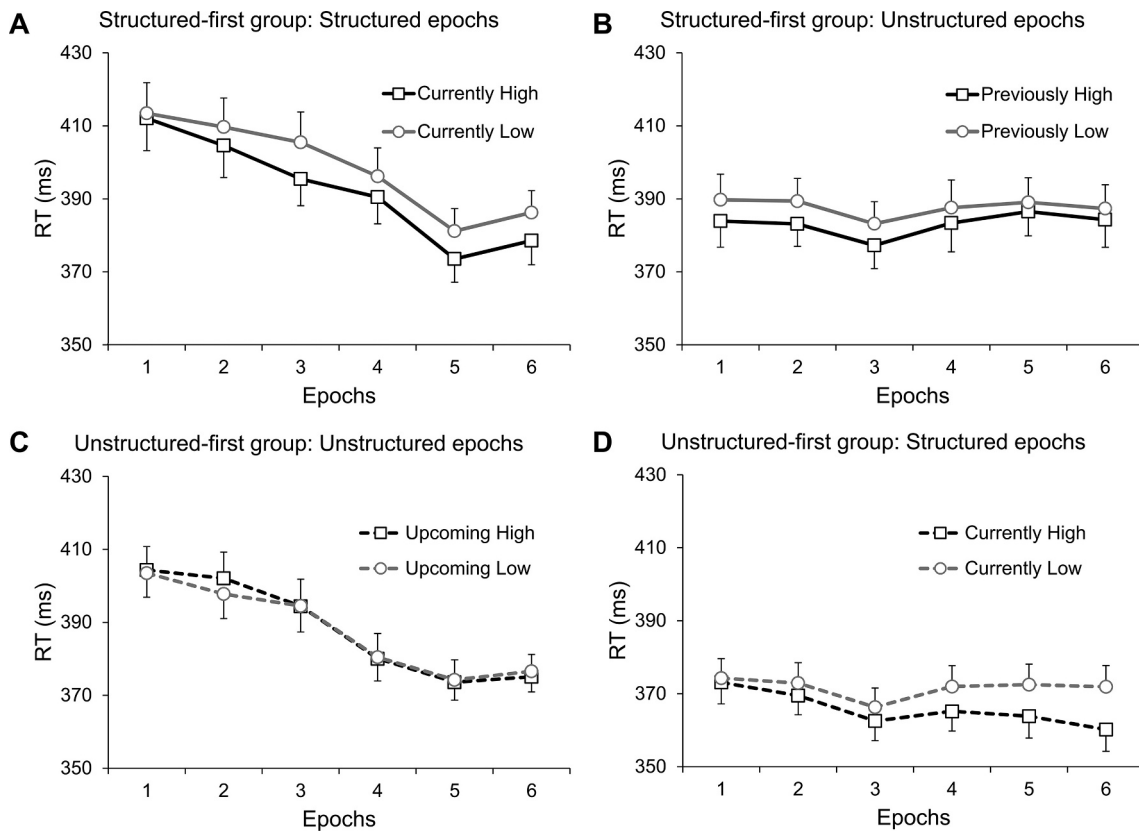 A
Structured-first group: Structured epochs
430
410
390
370
350
RT (ms)
Currently High
Currently Low
1 2 3 4 5 6
Epochs
B
Structured-first group: Unstructured epochs
430
410
390
370
350
RT (ms)
Previously High
Previously Low
1 2 3 4 5 6
Epochs
C
Unstructured-first group: Unstructured epochs
430
410
390
370
350
RT (ms)
Upcoming High
Upcoming Low
1 2 3 4 5 6
Epochs
D
Unstructured-first group: Structured epochs
430
410
390
370
350
RT (ms)
Currently High
Currently Low
1 2 3 4 5 6
Epochs